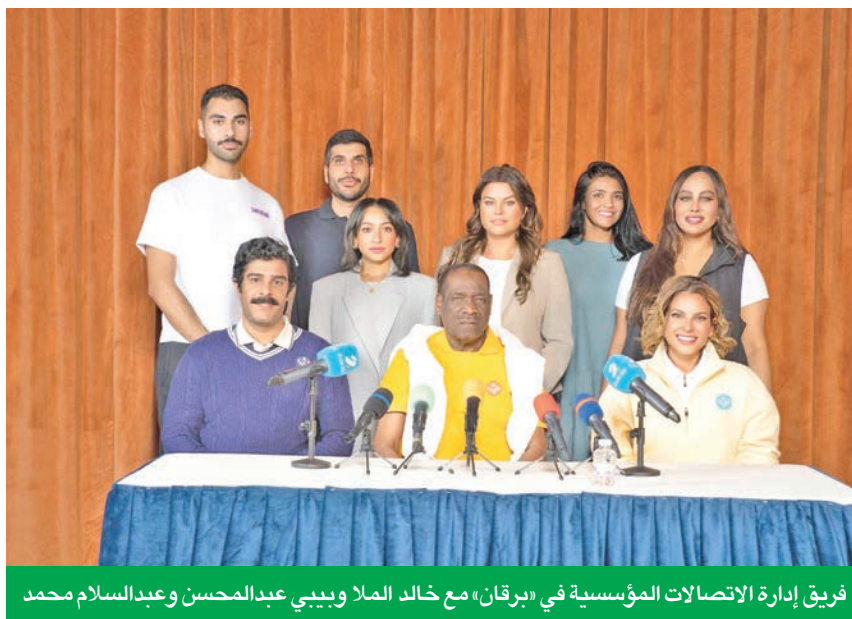 فريق إدارة الاتصالات المؤسسية في «برقان» مع خالد الملا وبيبي عبدالمحسن وعبدالسلام محمد